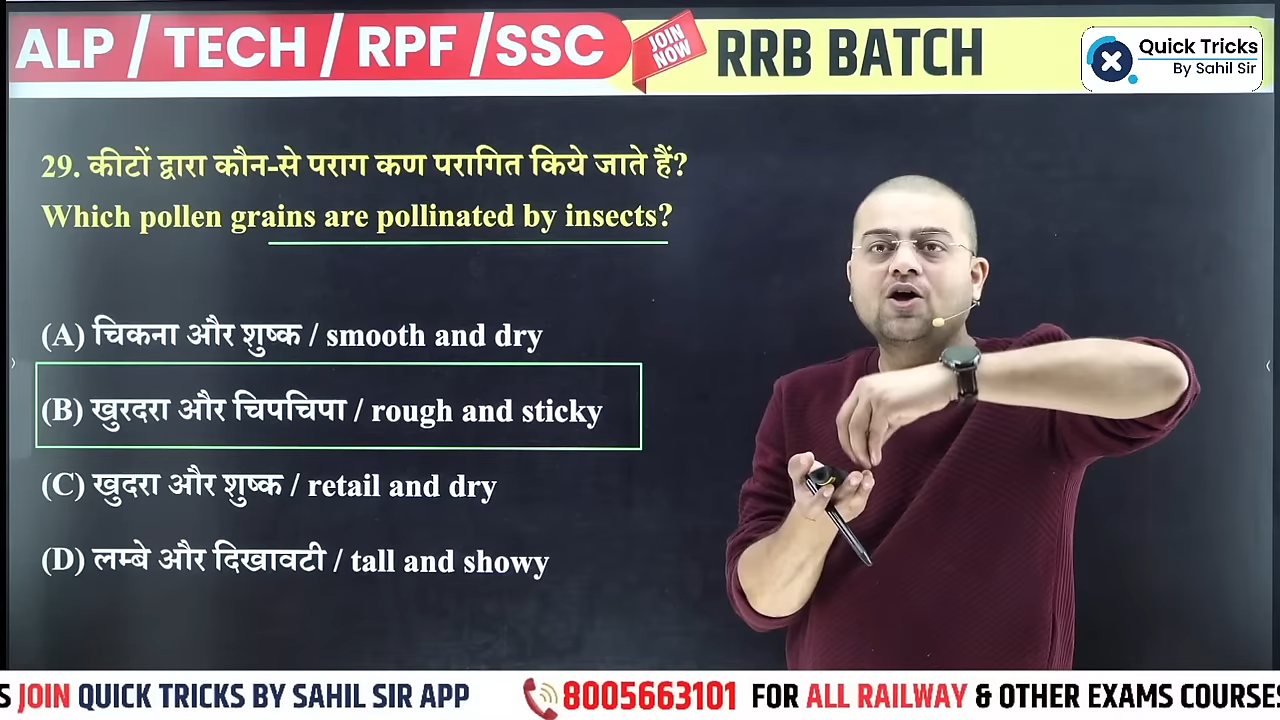 ALP / TECH / RPF / SSC
JOIN NOW
RRB BATCH
Quick Tricks
By Sahil Sir
29. कीटों द्वारा कौन-से पराग कण परागित किये जाते हैं?
Which pollen grains are pollinated by insects?
(A) चिकना और शुष्क / smooth and dry
(B) खुरदरा और चिपचिपा / rough and sticky
(C) खुदरा और शुष्क / retail and dry
(D) लम्बे और दिखावटी / tall and showy
S JOIN QUICK TRICKS BY SAHIL SIR APP 8005663101 FOR ALL RAILWAY & OTHER EXAMS COURSES